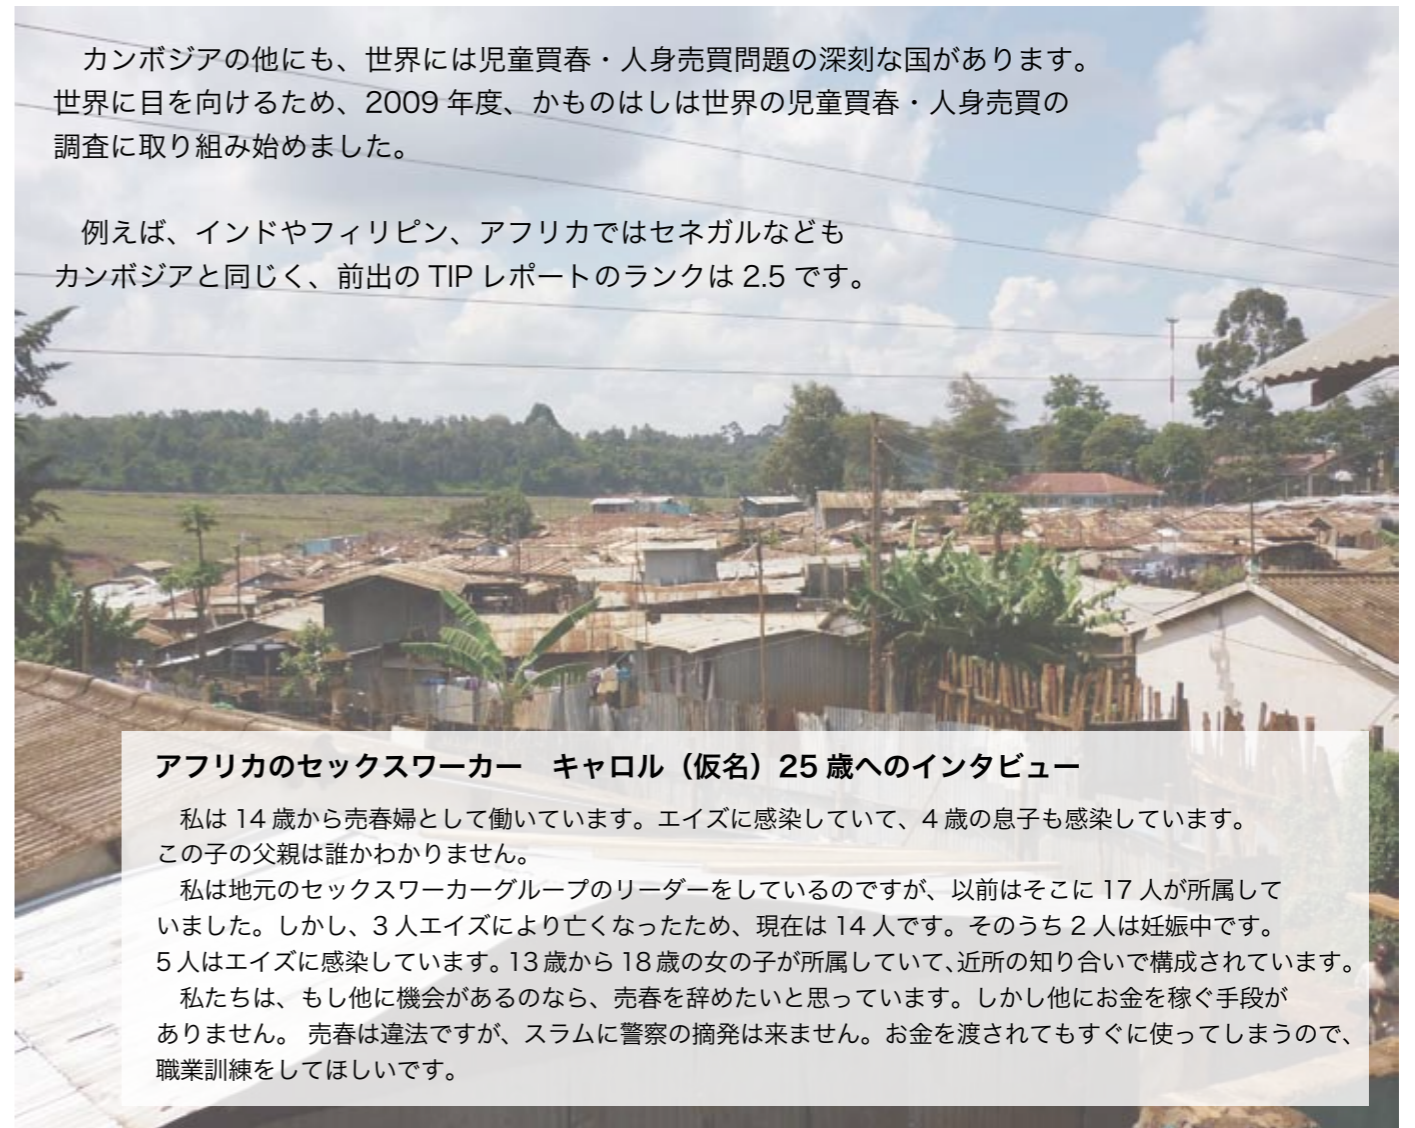 カンボジアの他にも、世界には児童買春・人身売買問題の深刻な国があります。
世界に目を向けるため、2009 年度、かものはしは世界の児童買春・人身売買の
調査に取り組み始めました。
例えば、インドやフィリピン、アフリカではセネガルなども
カンボジアと同じく、前出の TIP レポートのランクは 2.5 です。
アフリカのセックスワーカー　キャロル（仮名）25 歳へのインタビュー
私は 14 歳から売春婦として働いています。エイズに感染していて、4 歳の息子も感染しています。
この子の父親は誰かわかりません。
私は地元のセックスワーカーグループのリーダーをしているのですが、以前はそこに 17 人が所属して
いました。しかし、3 人エイズにより亡くなったため、現在は 14 人です。そのうち 2 人は妊娠中です。
5 人はエイズに感染しています。13 歳から 18 歳の女の子が所属していて、近所の知り合いで構成されています。
私たちは、もし他に機会があるのなら、売春を辞めたいと思っています。しかし他にお金を稼ぐ手段が
ありません。 売春は違法ですが、スラムに警察の摘発は来ません。お金を渡されてもすぐに使ってしまうので、
職業訓練をしてほしいです。